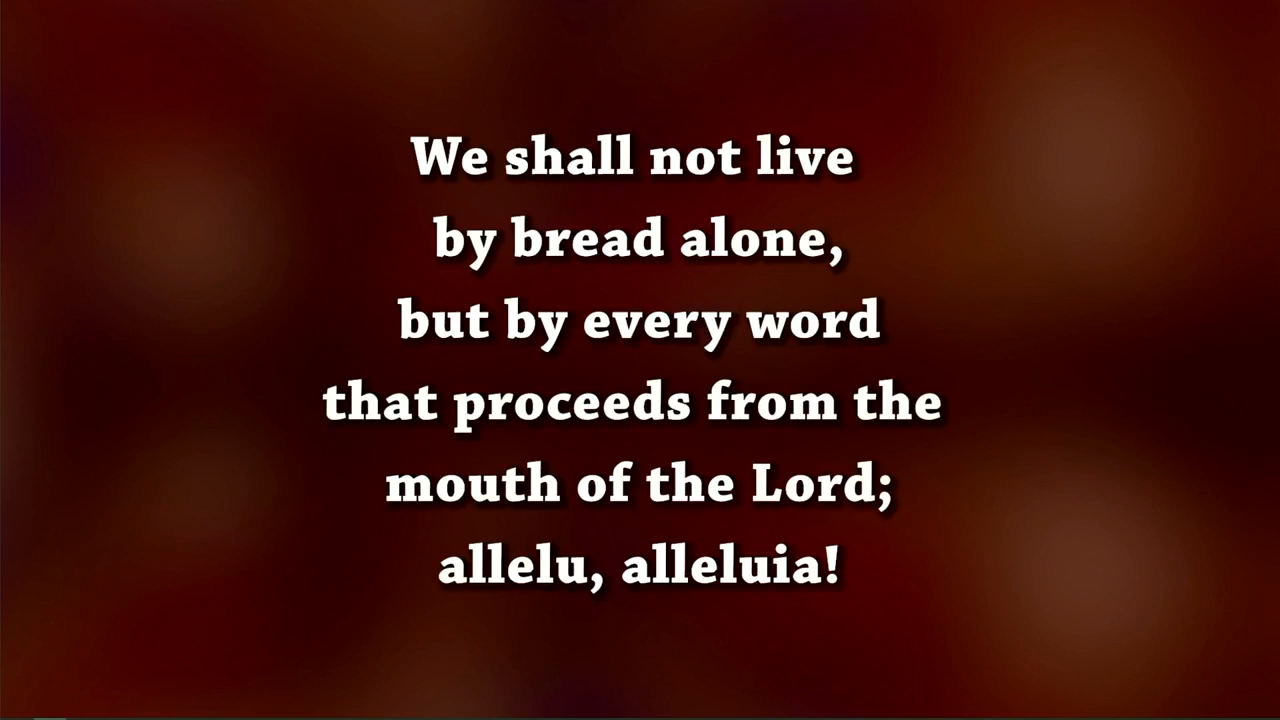 We shall not live
by bread alone,
but by every word
that proceeds from the
mouth of the Lord;
allelu, alleluia!